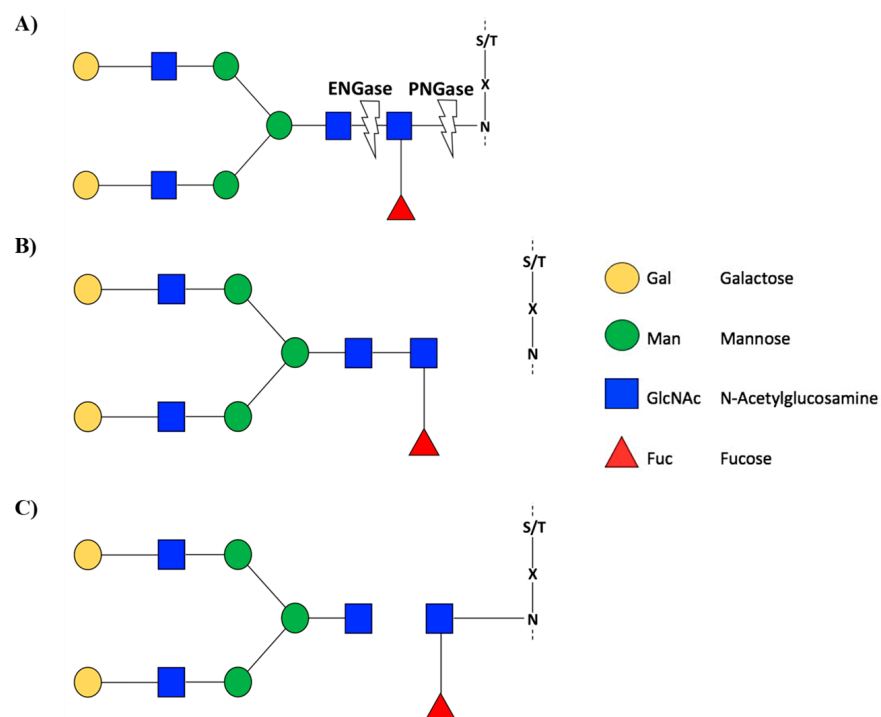 A)
S/T
X
ENGase PNGase
N
B)
S/T
X
N
Gal Galactose
Man Mannose
GlcNAc N-Acetylglucosamine
Fuc Fucose
C)
S/T
X
N